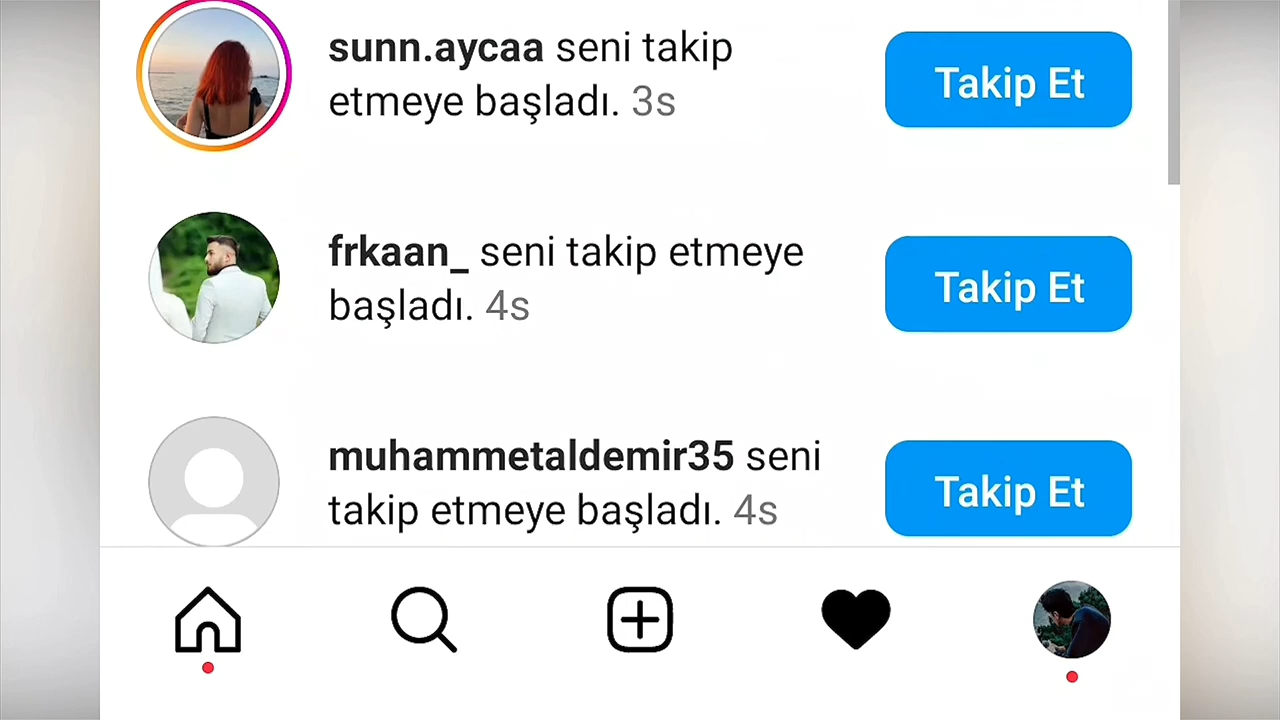 sunn.aycaa seni takip
etmeye başladı. 3s
Takip Et
frkaan_ seni takip etmeye
başladı. 4s
Takip Et
muhammetaldemir35 seni
takip etmeye başladı. 4s
Takip Et